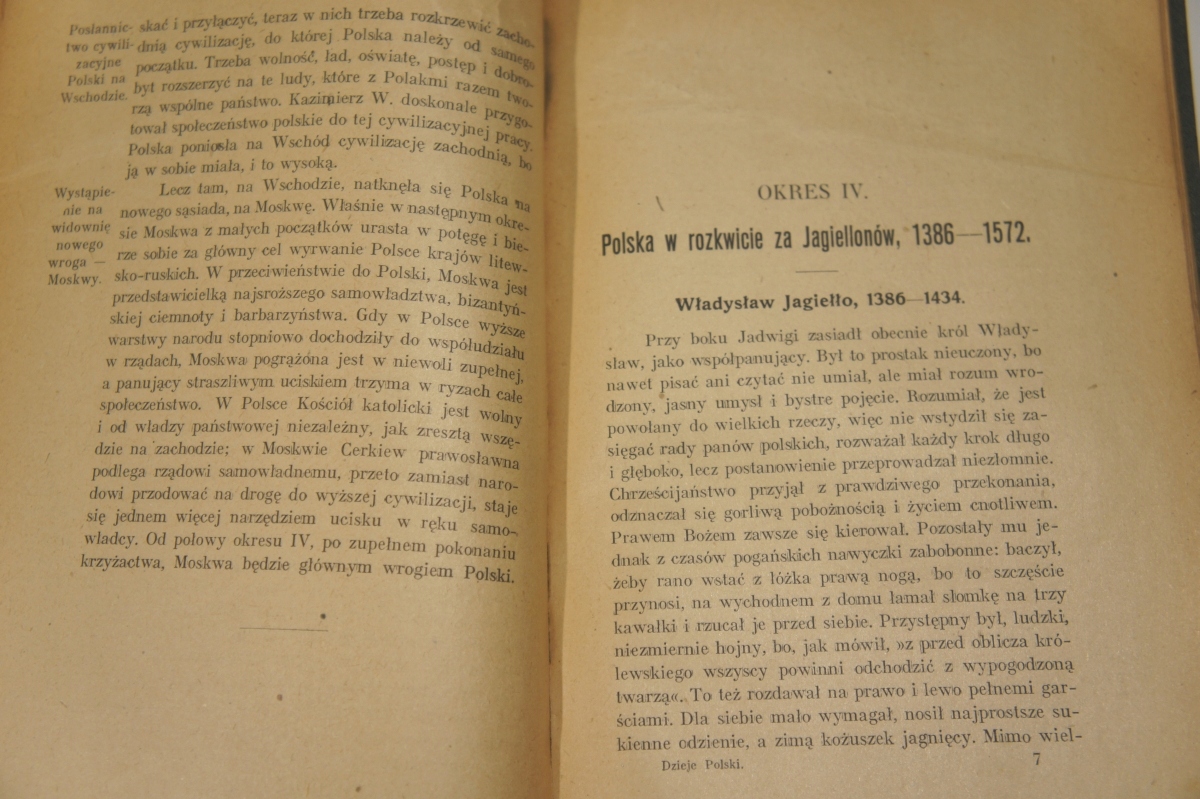 Posłannic-
two cywili-
zacyjne
Polski na
Wschodzie.
skać i przyłączyć, teraz w nich trzeba rozkrzewić zacho-
dnią cywilizację, do której Polska należy od samego
początku. Trzeba wolność, ład, oświatę, postęp i dobro-
byt rozszerzyć na te ludy, które z Polakmi razem two-
rzą wspólne państwo. Kazimierz W. doskonale przygo-
tował społeczeństwo polskie do tej cywilizacyjnej pracy.
Polska poniosła na Wschód cywilizację zachodnią, bo
ją w sobie miała, i to wysoką.
Wystąpie-
nie na
widownię
nowego
wroga —
Moskwy.
Lecz tam, na Wschodzie, natknęła się Polska na
nowego sąsiada, na Moskwę. Właśnie w następnym okre-
sie Moskwa z małych początków urasta w potęgę i bie-
rze sobie za główny cel wyrwanie Polsce krajów litew-
sko-ruskich. W przeciwieństwie do Polski, Moskwa jest
przedstawicielką najsroższego samowładztwa, bizantyń-
skiej ciemnoty i barbarzyństwa. Gdy w Polsce wyższe
warstwy narodu stopniowo dochodziły do współudziału
w rządach, Moskwa pogrążona jest w niewoli zupełnej,
a panujący straszliwym uciskiem trzyma w ryzach całe
społeczeństwo. W Polsce Kościół katolicki jest wolny
i od władzy państwowej niezależny, jak zresztą wszę-
dzie na zachodzie; w Moskwie Cerkiew prawosławna
podlega rządowi samowładnemu, przeto zamiast naro-
dowi przodować na drogę do wyższej cywilizacji, staje
się jednem więcej narzędziem ucisku w ręku samo-
władcy. Od połowy okresu IV, po zupełnem pokonaniu
krzyżactwa, Moskwa będzie głównym wrogiem Polski.
OKRES IV.
Polska w rozkwicie za Jagiellonów, 1386—1572.
Władysław Jagiełło, 1386—1434.
Przy boku Jadwigi zasiadł obecnie król Włady-
sław, jako współpanujący. Był to prostak nieuczony, bo
nawet pisać ani czytać nie umiał, ale miał rozum wro-
dzony, jasny umysł i bystre pojęcie. Rozumiał, że jest
powołany do wielkich rzeczy, więc nie wstydził się za-
sięgać rady panów polskich, rozważał każdy krok długo
i głęboko, lecz postanowienie przeprowadzał niezłomnie.
Chrześcijaństwo przyjął z prawdziwego przekonania,
odznaczał się gorliwą pobożnością i życiem cnotliwem.
Prawem Bożem zawsze się kierował. Pozostały mu je-
dnak z czasów pogańskich nawyczki zabobonne: baczył,
żeby rano wstać z łóżka prawą nogą, bo to szczęście
przynosi, na wychodnem z domu łamał słomkę na trzy
kawałki i rzucał je przed siebie. Przystępny był, ludzki,
niezmiernie hojny, bo, jak mówił, »z przed oblicza kró-
lewskiego wszyscy powinni odchodzić z wypogodzoną
twarzą«. To też rozdawał na prawo i lewo pełnemi gar-
ściami. Dla siebie mało wymagał, nosił najprostsze su-
kienne odzienie, a zimą kożuszek jagnięcy. Mimo wiel-
Dzieje Polski. 7